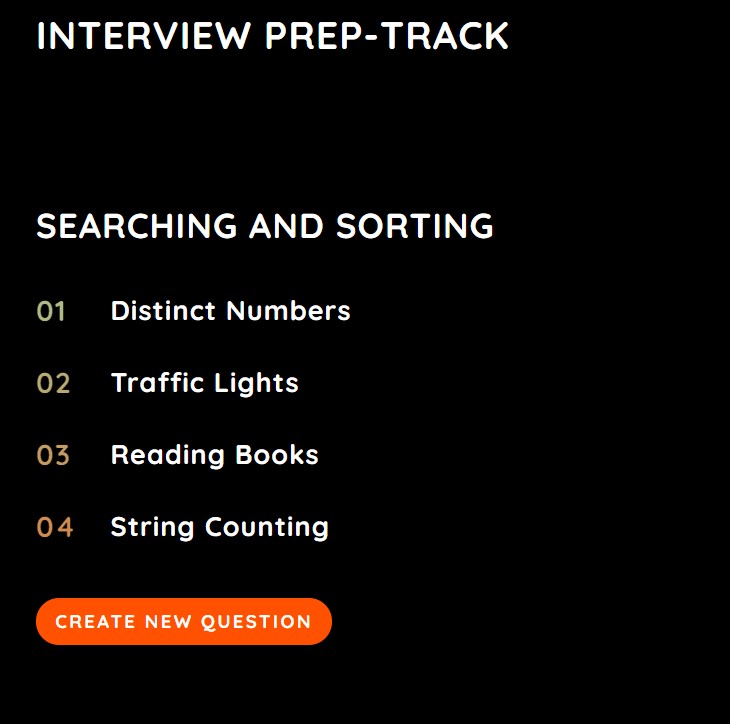 INTERVIEW PREP-TRACK
SEARCHING AND SORTING
01 Distinct Numbers
02 Traffic Lights
03 Reading Books
04 String Counting
CREATE NEW QUESTION